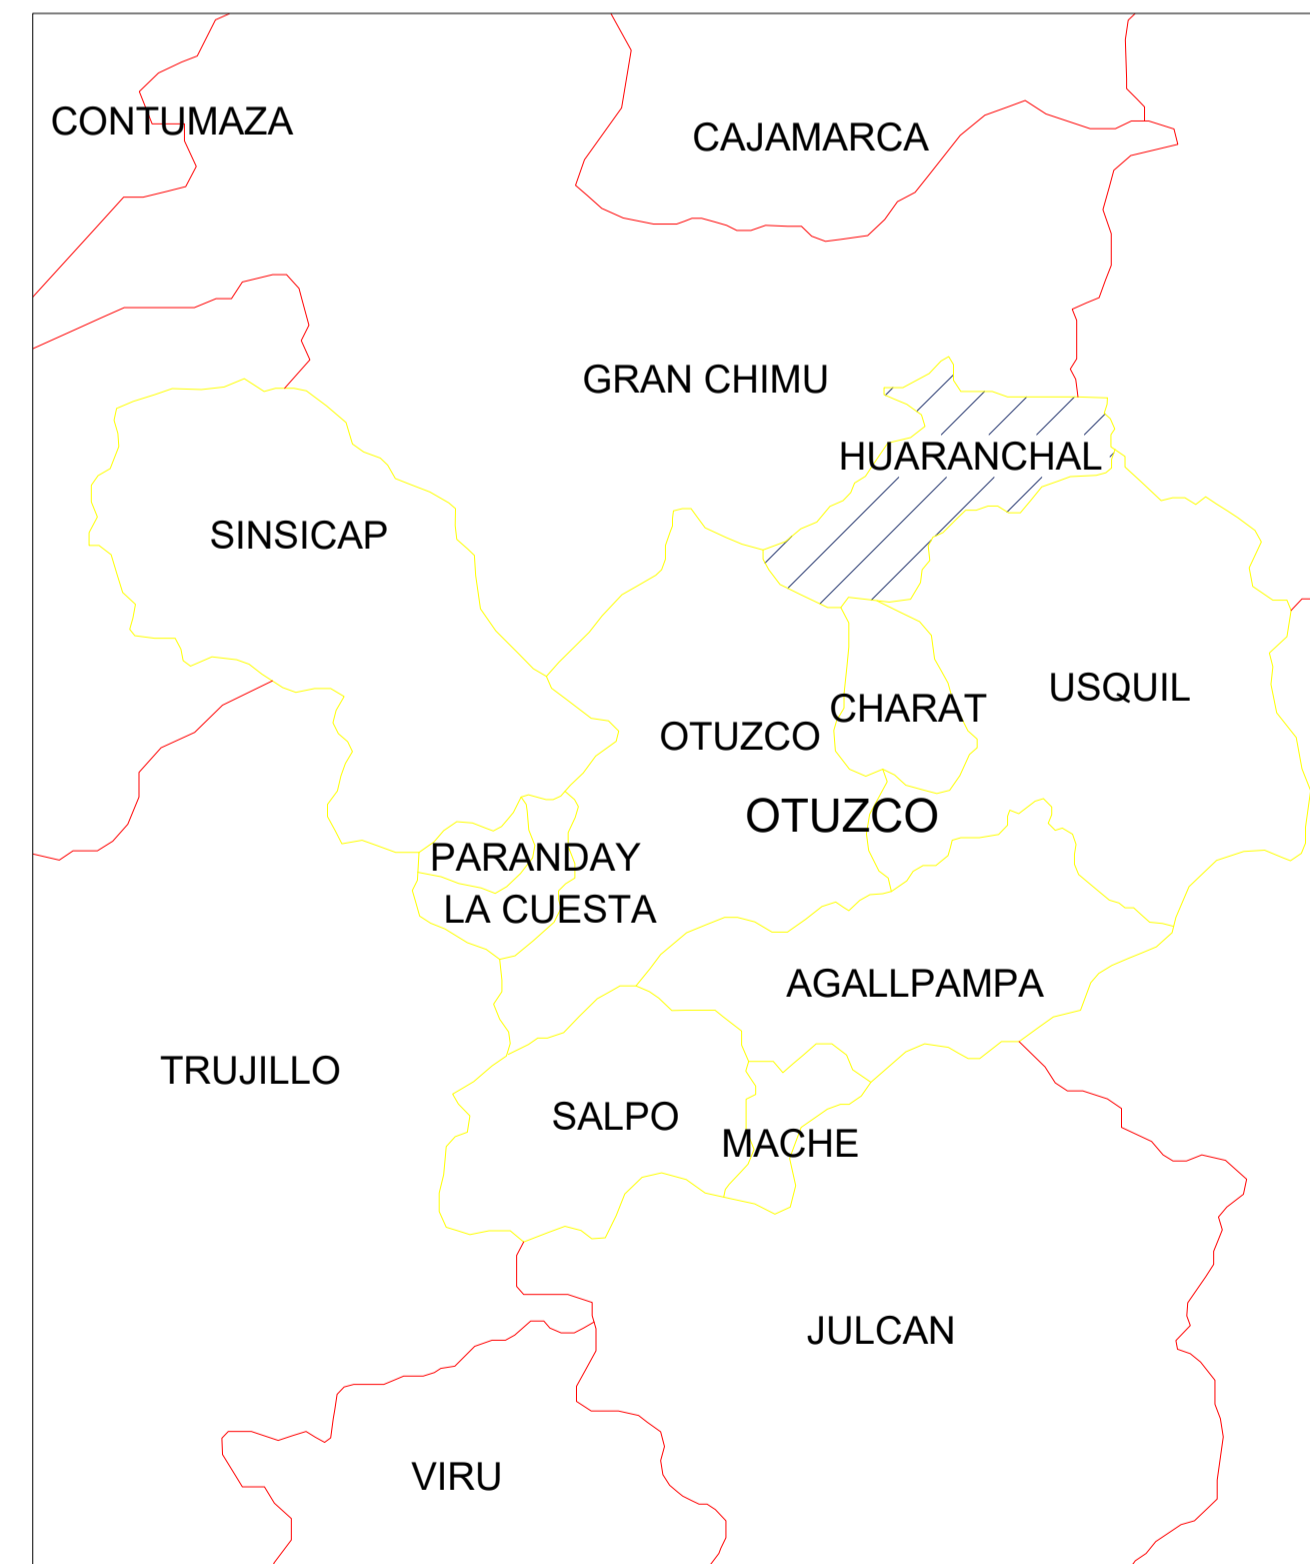 CONTUMAZA
CAJAMARCA
GRAN CHIMU
HUARANCHAL
SINSICAP
USQUIL
CHARAT
OTUZCO
OTUZCO
PARANDAY
LA CUESTA
AGALLPAMPA
TRUJILLO
SALPO
MACHE
JULCAN
VIRU